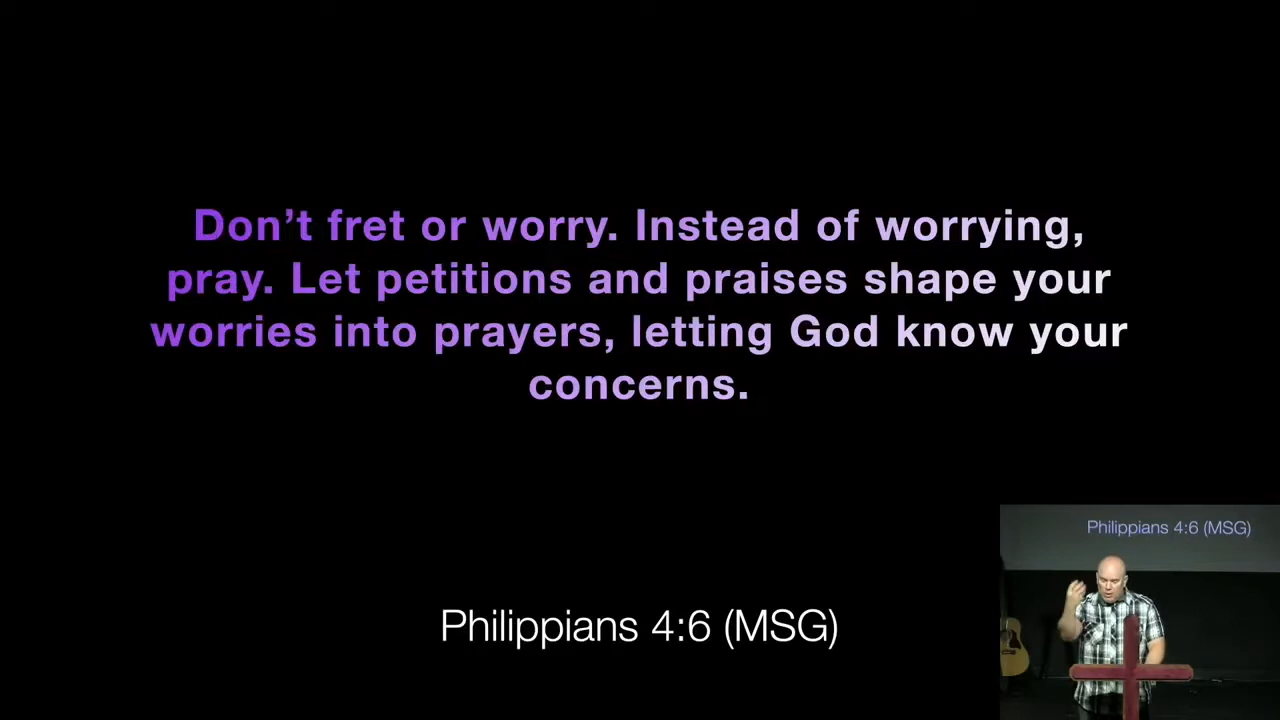 Don’t fret or worry. Instead of worrying,
pray. Let petitions and praises shape your
worries into prayers, letting God know your
concerns.
Philippians 4:6 (MSG)
Philippians 4:6 (MSG)